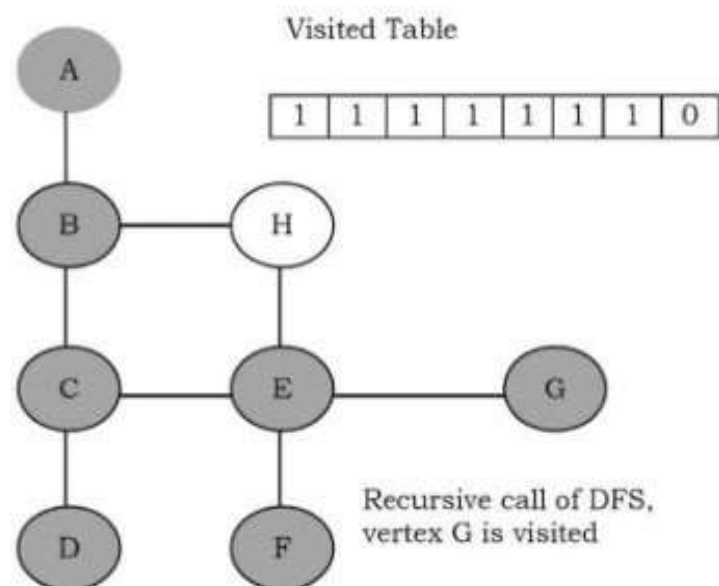 Visited Table
A
1 1 1 1 1 1 1 0
B H
C E G
Recursive call of DFS,
vertex G is visited
D F